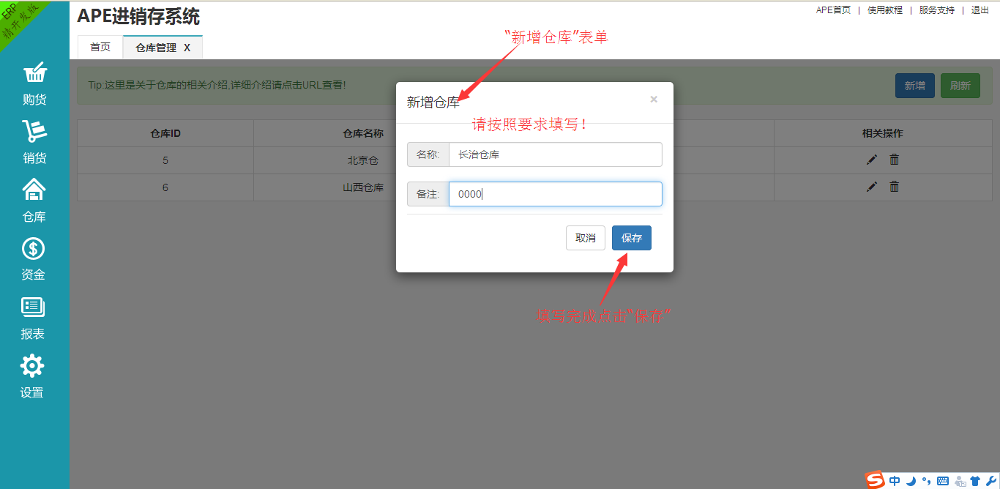 ERP
精开发版
APE进销存系统
APE首页 | 使用教程 | 服务支持 | 退出
首页
仓库管理 X
购货
销货
仓库
资金
报表
设置
Tip:这里是关于仓库的相关介绍,详细介绍请点击URL查看!
新增
刷新
仓库ID
仓库名称
相关操作
5
北京仓
6
山西仓库
“新增仓库”表单
新增仓库
×
请按照要求填写！
名称:
长治仓库
备注:
0000
取消
保存
填写完成点击“保存”
S 中